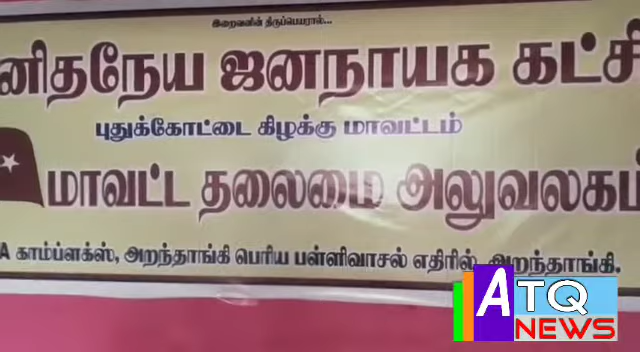 இறைவனின் திருப்பெயரால்...
னிதநேய ஜனநாயக கட்சி
புதுக்கோட்டை கிழக்கு மாவட்டம்
மாவட்ட தலைமை அலுவலகம்
A காம்ப்ளக்ஸ், அறந்தாங்கி பெரிய பள்ளிவாசல் எதிரில், அறந்தாங்கி.
ATQ
NEWS